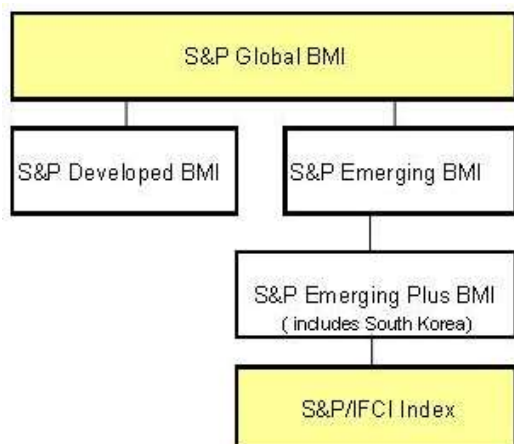 S&P Global BMI
S&P Developed BMI
S&P Emerging BMI
S&P Emerging Plus BMI
( includes South Korea)
S&P/IFCI Index